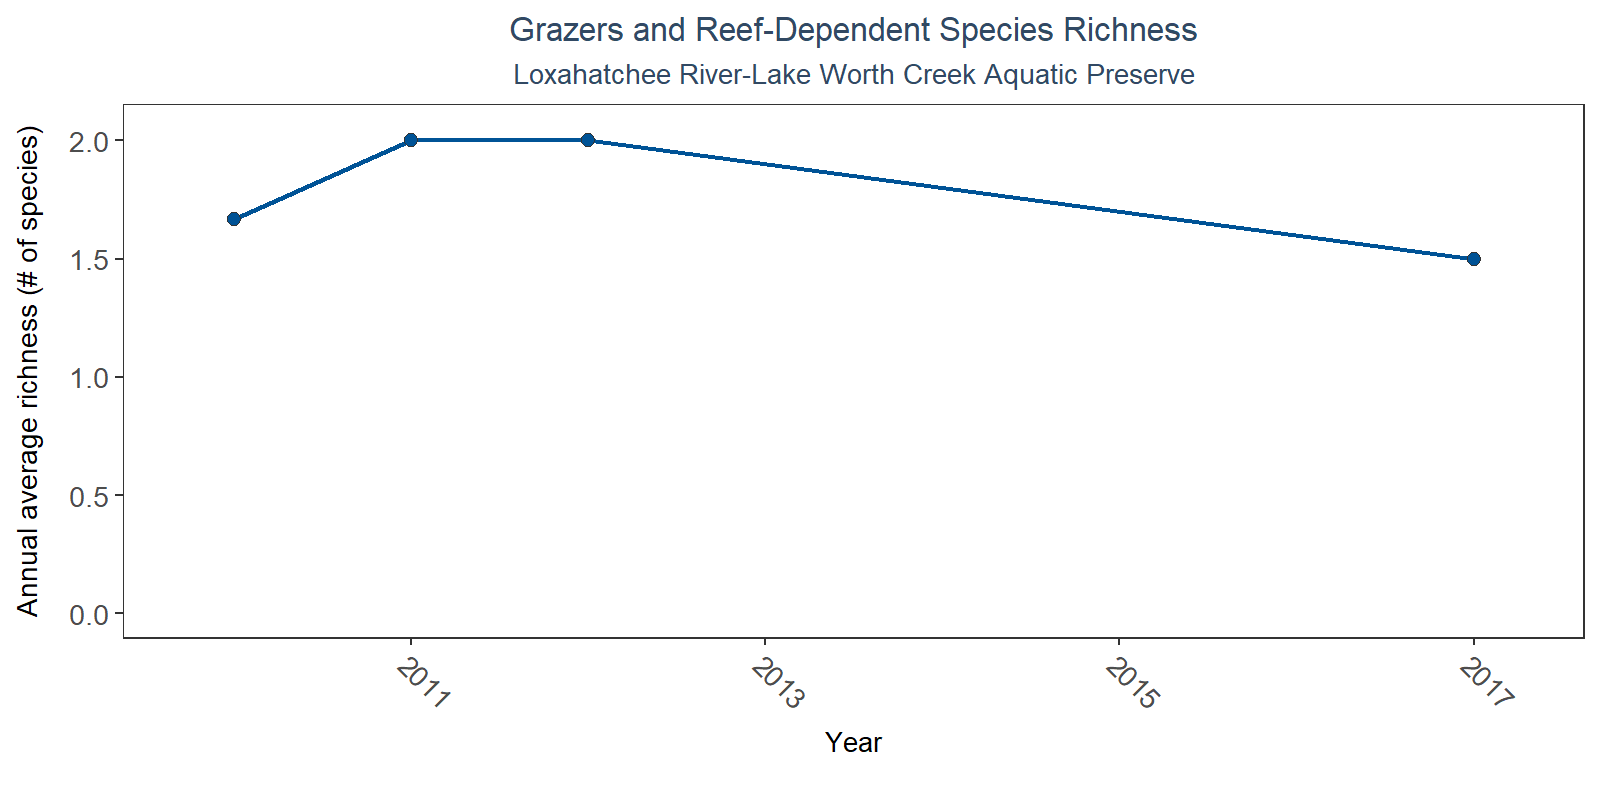 Grazers and Reef-Dependent Species Richness
Loxahatchee River-Lake Worth Creek Aquatic Preserve
Annual average richness (# of species)
2.0
1.5
1.0
0.5
0.0
2011
2013
2015
2017
Year